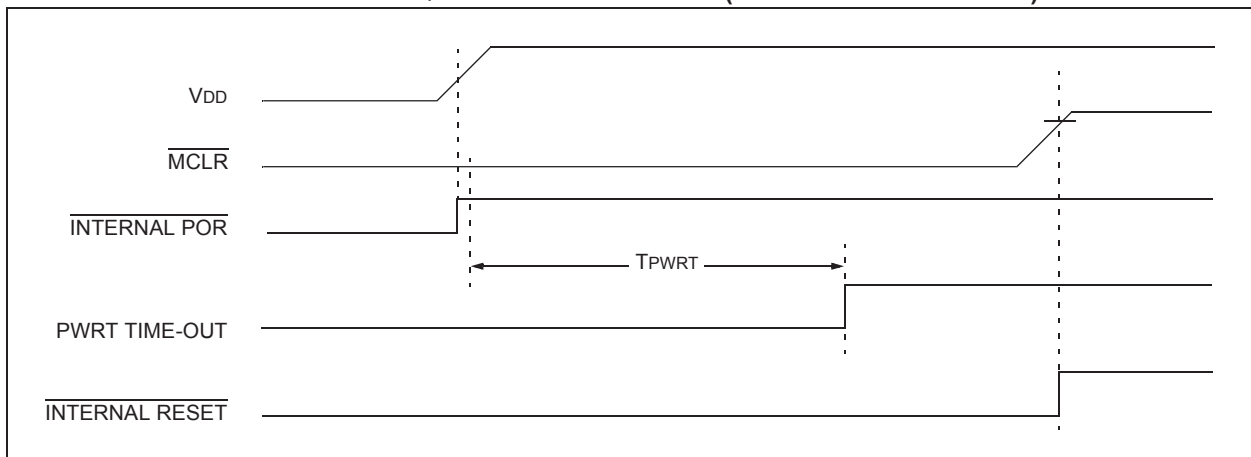 VDD
MCLR
INTERNAL POR
TPWRT
PWRT TIME-OUT
INTERNAL RESET